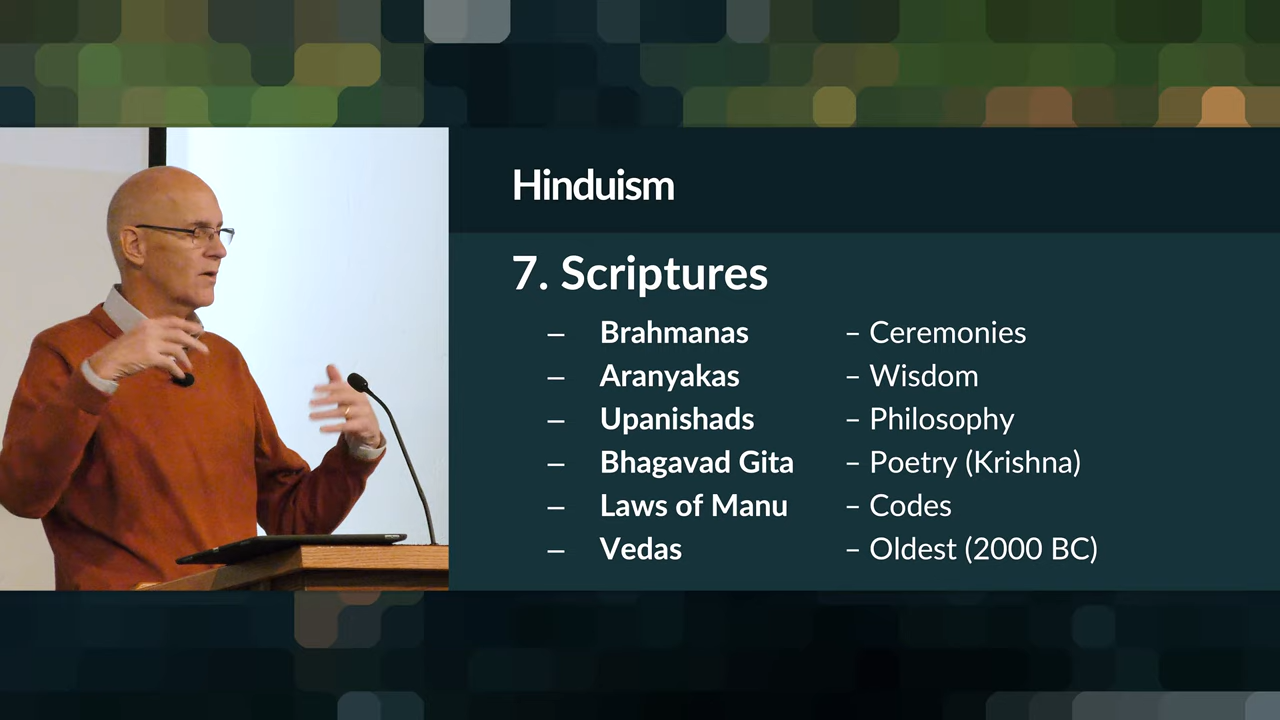 Hinduism
7. Scriptures
– Brahmanas – Ceremonies
– Aranyakas – Wisdom
– Upanishads – Philosophy
– Bhagavad Gita – Poetry (Krishna)
– Laws of Manu – Codes
– Vedas – Oldest (2000 BC)